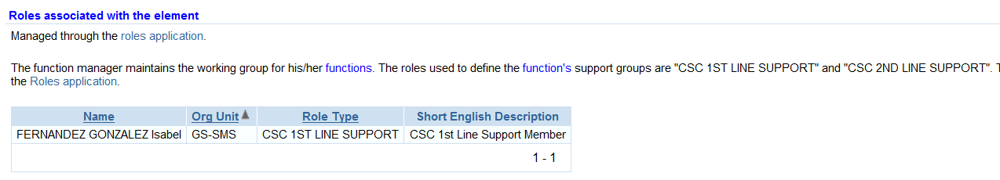 Roles associated with the element
Managed through the roles application.
The function manager maintains the working group for his/her functions. The roles used to define the function's support groups are "CSC 1ST LINE SUPPORT" and "CSC 2ND LINE SUPPORT". T
the Roles application.
Name Org Unit Role Type Short English Description
FERNANDEZ GONZALEZ Isabel GS-SMS CSC 1ST LINE SUPPORT CSC 1st Line Support Member
1 - 1